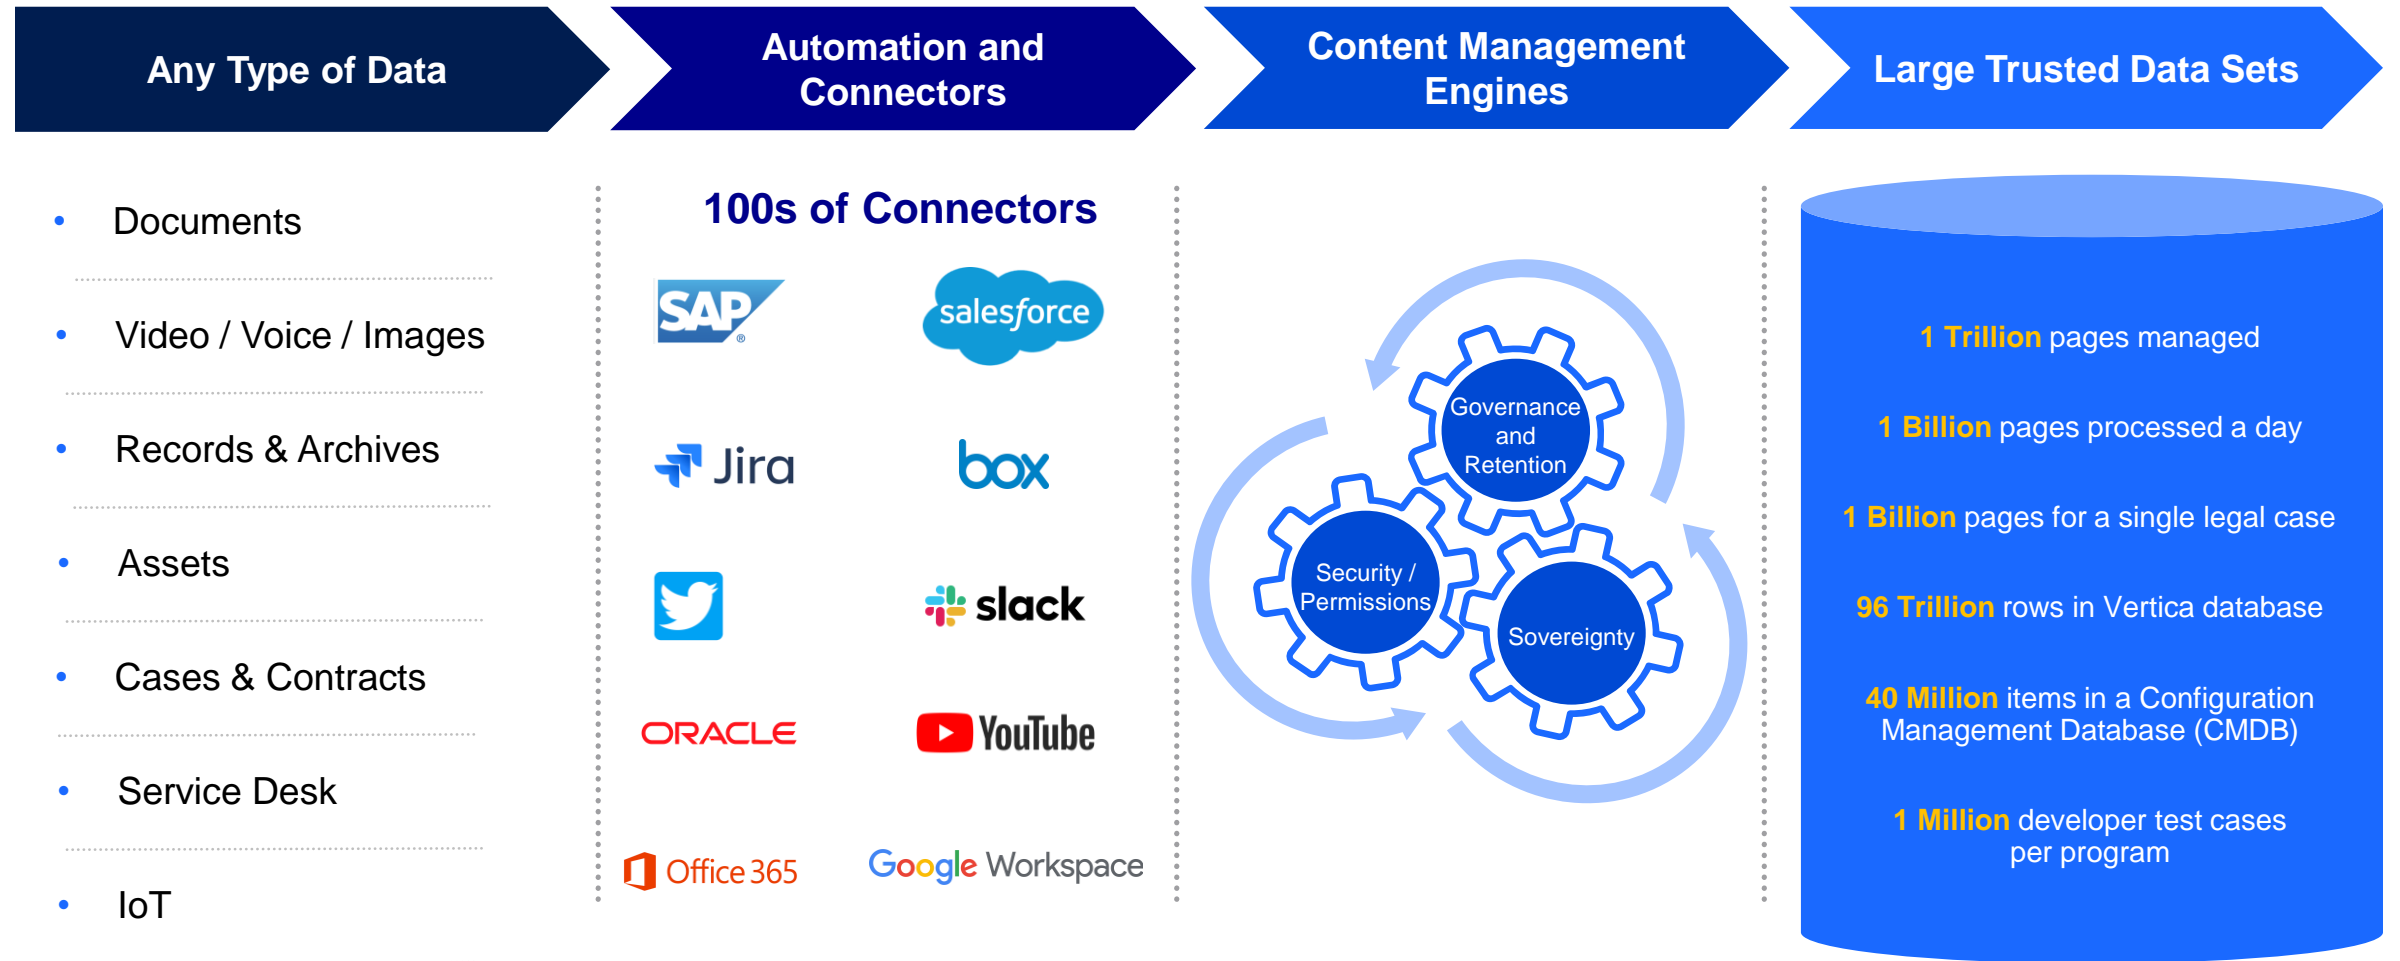 Any Type of Data
Automation and
Connectors
Content Management
Engines
Large Trusted Data Sets
• Documents
• Video / Voice / Images
• Records & Archives
• Assets
• Cases & Contracts
• Service Desk
• IoT
100s of Connectors
SAP®
salesforce
Jira
box
slack
ORACLE
YouTube
Office 365
Google Workspace
Governance
and
Retention
Security /
Permissions
Sovereignty
1 Trillion pages managed
1 Billion pages processed a day
1 Billion pages for a single legal case
96 Trillion rows in Vertica database
40 Million items in a Configuration
Management Database (CMDB)
1 Million developer test cases
per program